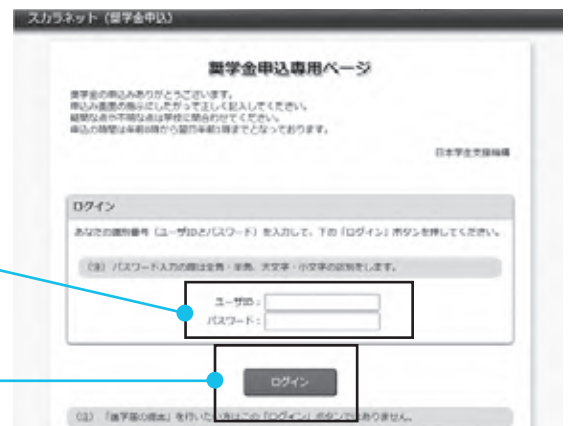 スカラネット（奨学金申込）
奨学金申込専用ページ
奨学金の申込みありがとうございます。
申込み画面の指示にしたがって正しく記入してください。
疑問な点や不明な点は学校に問合わせてください。
申込の時間は午前8時から翌日午前1時までとなっております。
日本学生支援機構
ログイン
あなたの識別番号（ユーザIDとパスワード）を入力して、下の「ログイン」ボタンを押してください。
（注）パスワード入力の際は全角・半角、大文字・小文字の区別をします。
ユーザID：
パスワード：
ログイン
（注）「進学届の提出」を行いたい方はこの「ログイン」ボタンではありません。